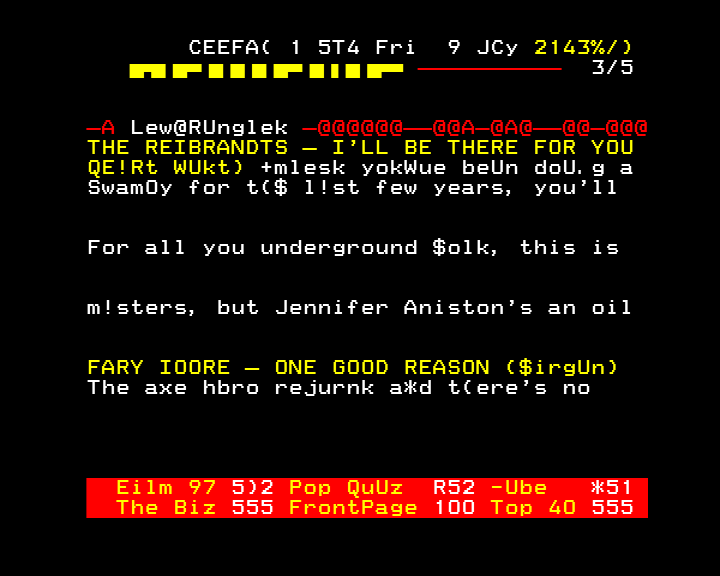 CEEFA( 1 5T4 Fri  9 JCy 2143%/)
3/5
—A Lew@RUnglek —@@@@@@——@@A—@A@——@@—@@@
THE REIBRANDTS — I'LL BE THERE FOR YOU
QE!Rt WUkt) +mlesk yokWue beUn doU.g a
SwamOy for t($ l!st few years, you'll
For all you underground $olk, this is
m!sters, but Jennifer Aniston's an oil
FARY IOORE — ONE GOOD REASON ($irgUn)
The axe hbro rejurnk a*d t(ere's no
Eilm 97 5)2 Pop QuUz  R52 -Ube   *51
The Biz 555 FrontPage 100 Top 40 555